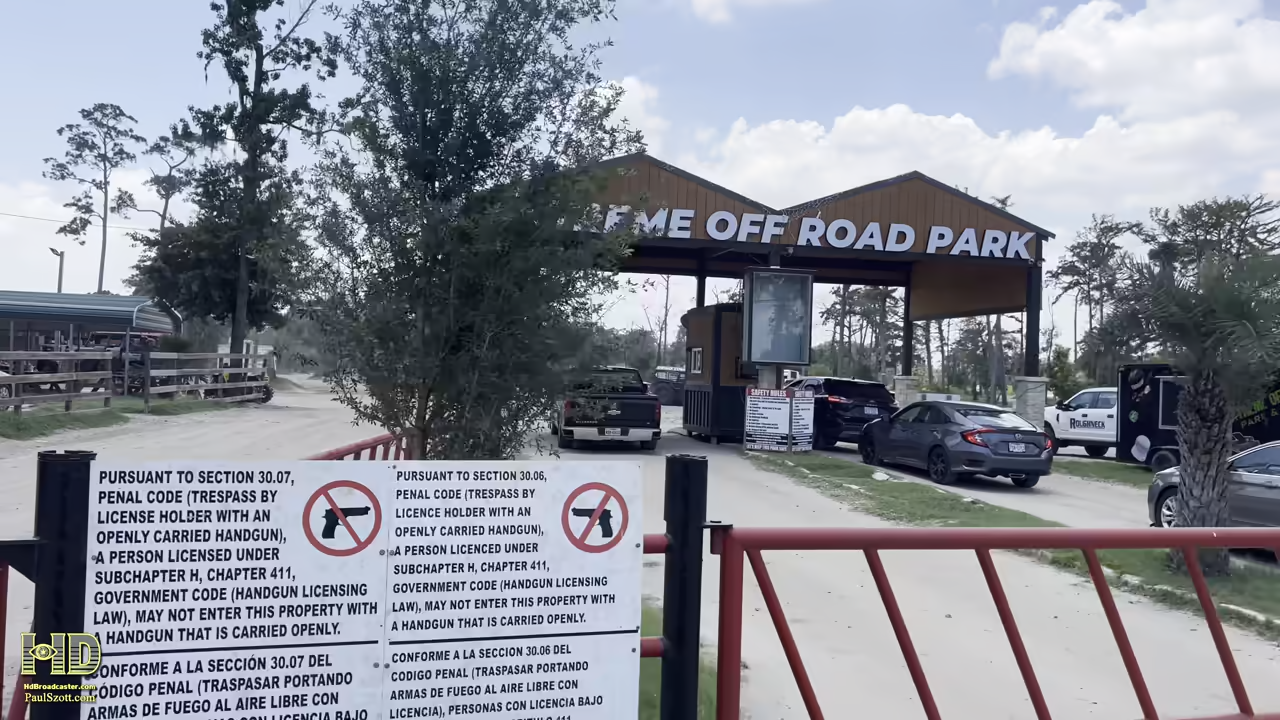 EME OFF ROAD PARK
SAFETY RULES
ROUGHNECK
PURSUANT TO SECTION 30.07,
PENAL CODE (TRESPASS BY
LICENSE HOLDER WITH AN
OPENLY CARRIED HANDGUN),
A PERSON LICENSED UNDER
SUBCHAPTER H, CHAPTER 411,
GOVERNMENT CODE (HANDGUN LICENSING
LAW), MAY NOT ENTER THIS PROPERTY WITH
A HANDGUN THAT IS CARRIED OPENLY.
CONFORME A LA SECCIÓN 30.07 DEL
CÓDIGO PENAL (TRASPASAR PORTANDO
ARMAS DE FUEGO AL AIRE LIBRE CON
PURSUANT TO SECTION 30.06,
PENAL CODE (TRESPASS BY
LICENCE HOLDER WITH AN
OPENLY CARRIED HANDGUN),
A PERSON LICENCED UNDER
SUBCHAPTER H, CHAPTER 411,
GOVERNMENT CODE (HANDGUN LICENSING
LAW), MAY NOT ENTER THIS PROPERTY WITH
A HANDGUN THAT IS CARRIED OPENLY.
CONFORME A LA SECCIÓN 30.06 DEL
CÓDIGO PENAL (TRASPASAR PORTANDO
ARMAS DE FUEGO AL AIRE LIBRE CON
LICENCIA), PERSONAS CON LICENCIA BAJO
HD
HdBroadcaster.com
PaulSzott.com